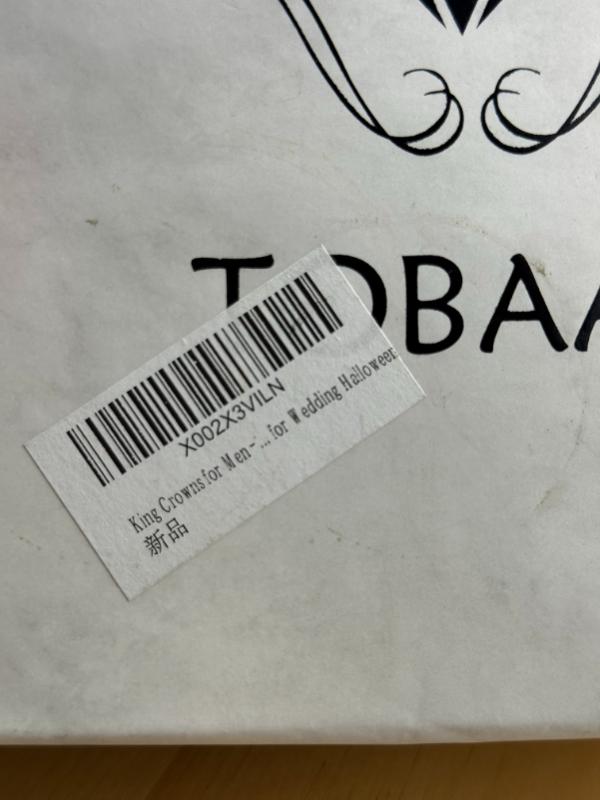 TOBAA
X002X3VILN
King Crowns for Men - ... for Wedding Halloween
新品